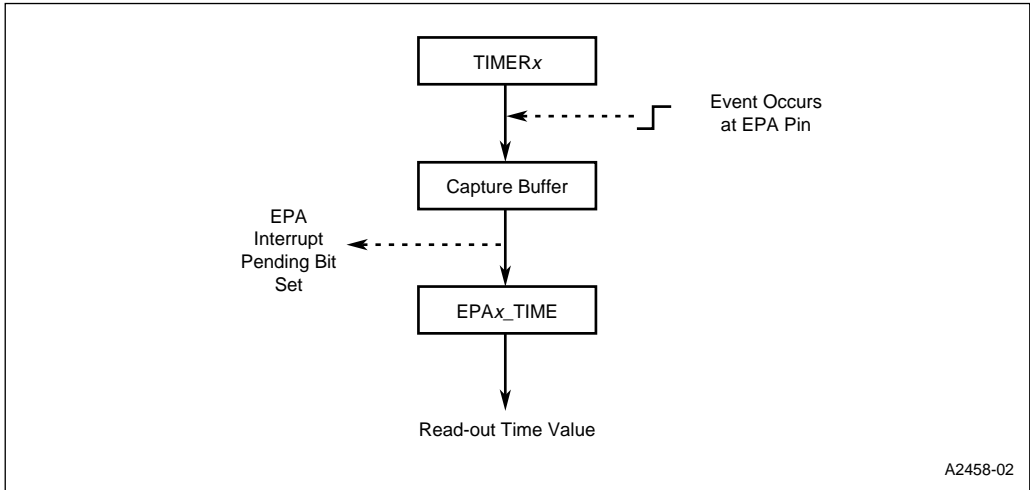 TIMERx
Event Occurs
at EPA Pin
Capture Buffer
EPA
Interrupt
Pending Bit
Set
EPAx_TIME
Read-out Time Value
A2458-02